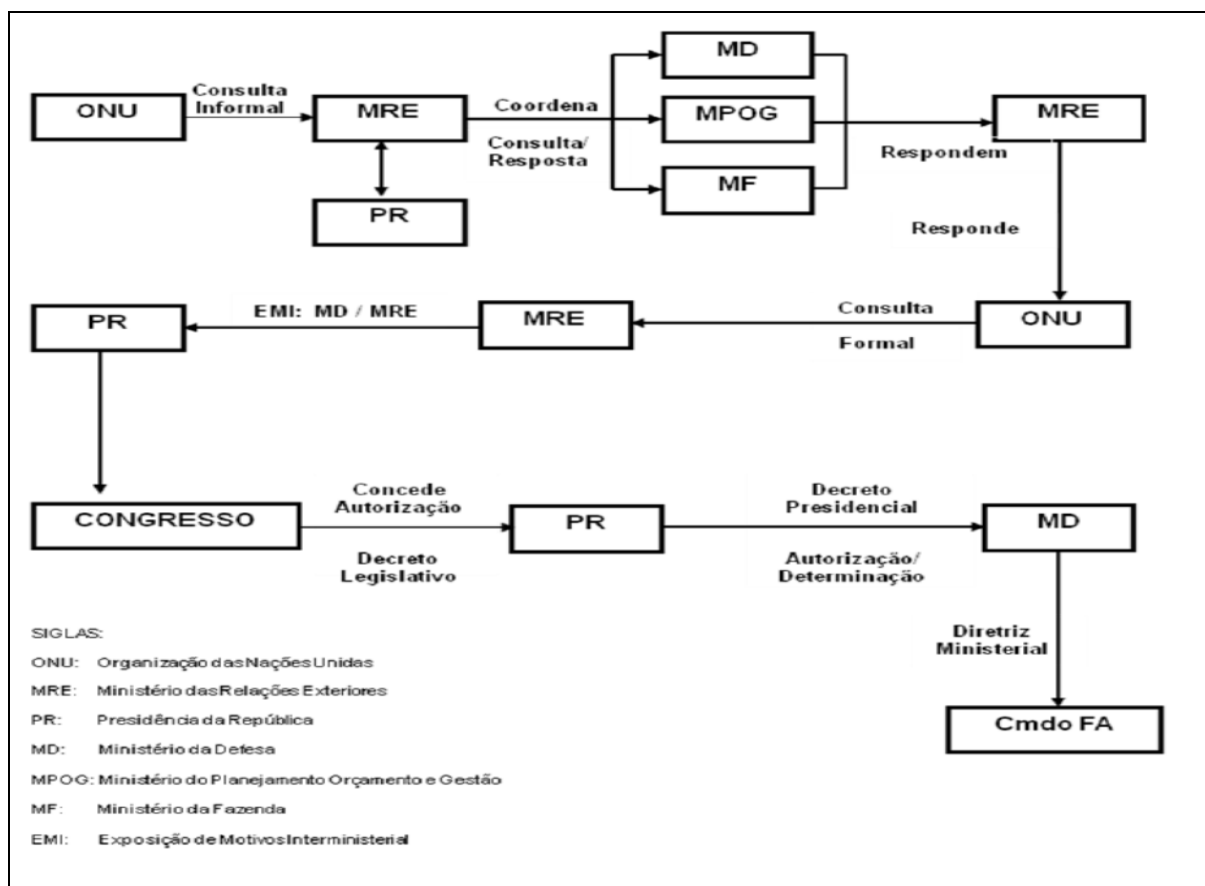 MD
Consulta
Informal
ONU
MRE
Coordena
MPOG
MRE
Consulta/
Resposta
Respondem
MF
PR
Responde
PR
EMI: MD / MRE
MRE
Consulta
Formal
ONU
CONGRESSO
Concede
Autorização
Decreto
Legislativo
PR
Decreto
Presidencial
Autorização/
Determinação
MD
Diretriz
Ministerial
Cmdo FA
SIGLAS:
ONU: Organização das Nações Unidas
MRE: Ministério das Relações Exteriores
PR: Presidência da República
MD: Ministério da Defesa
MPOG: Ministério do Planejamento Orçamento e Gestão
MF: Ministério da Fazenda
EMI: Exposição de Motivos Interministerial